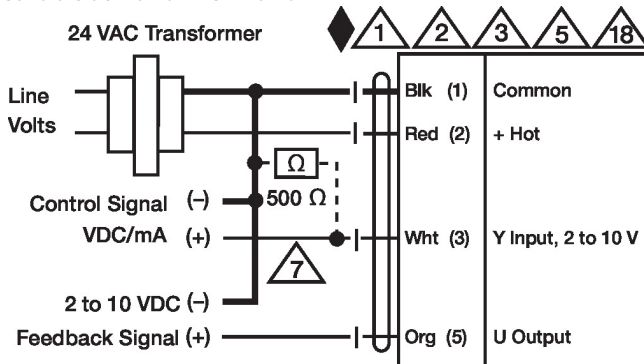 24 VAC Transformer
1 2 3 5 18
Line
Volts
Blk (1) Common
Red (2) + Hot
Ω
500 Ω
Control Signal (-)
VDC/mA (+)
Wht (3) Y Input, 2 to 10 V
7
2 to 10 VDC (-)
Feedback Signal (+)
Org (5) U Output